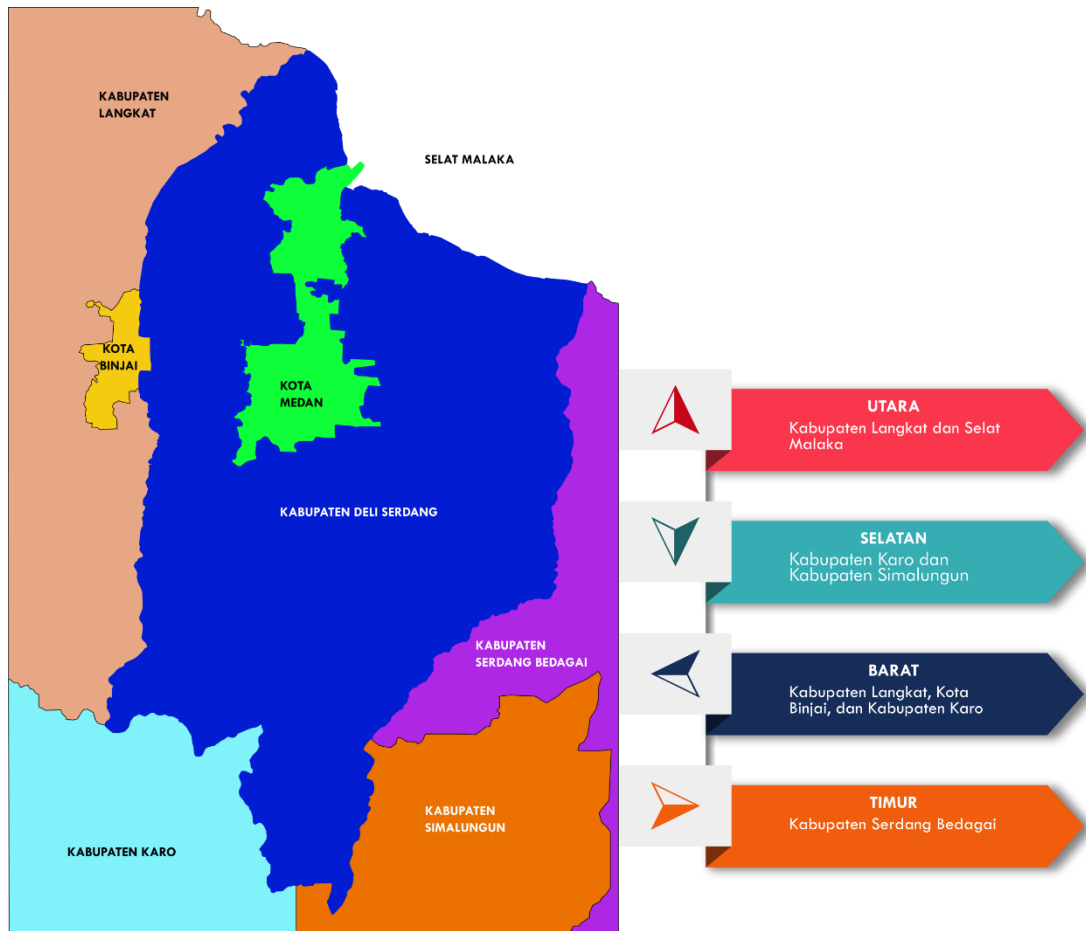 KABUPATEN
LANGKAT
SELAT MALAKA
KOTA
BINJAI
KOTA
MEDAN
KABUPATEN DELI SERDANG
KABUPATEN
SERDANG BEDAGAI
KABUPATEN
SIMALUNGUN
KABUPATEN KARO
UTARA
Kabupaten Langkat dan Selat
Malaka
SELATAN
Kabupaten Karo dan
Kabupaten Simalungun
BARAT
Kabupaten Langkat, Kota
Binjai, dan Kabupaten Karo
TIMUR
Kabupaten Serdang Bedagai